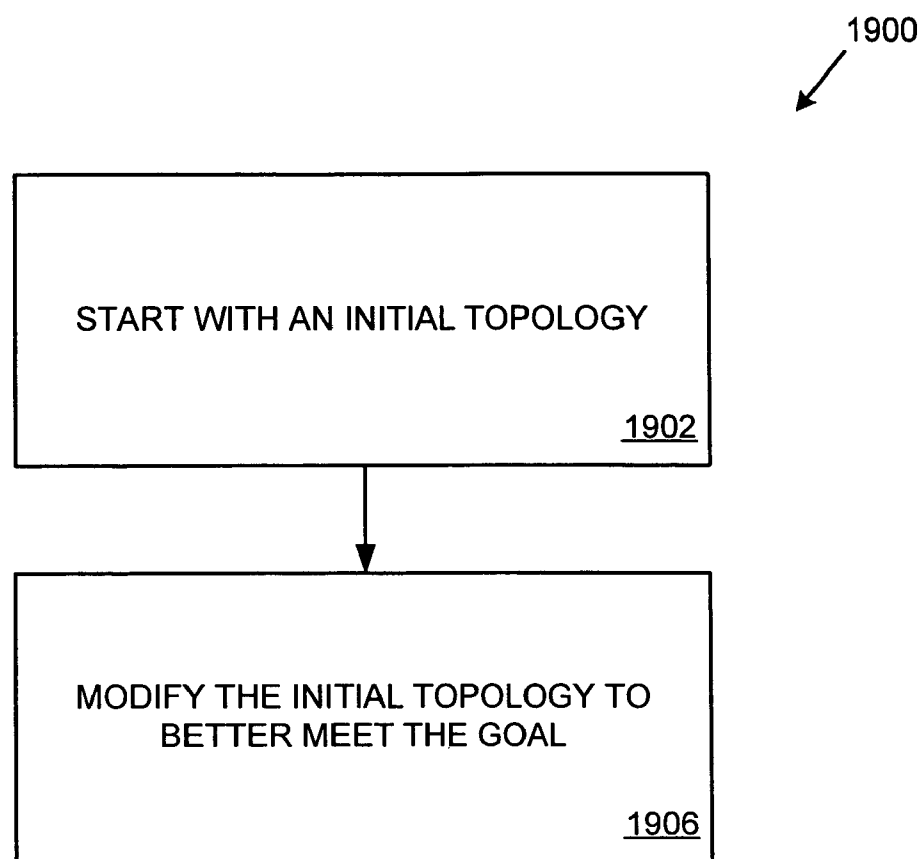 1900
START WITH AN INITIAL TOPOLOGY
1902
MODIFY THE INITIAL TOPOLOGY TO
BETTER MEET THE GOAL
1906